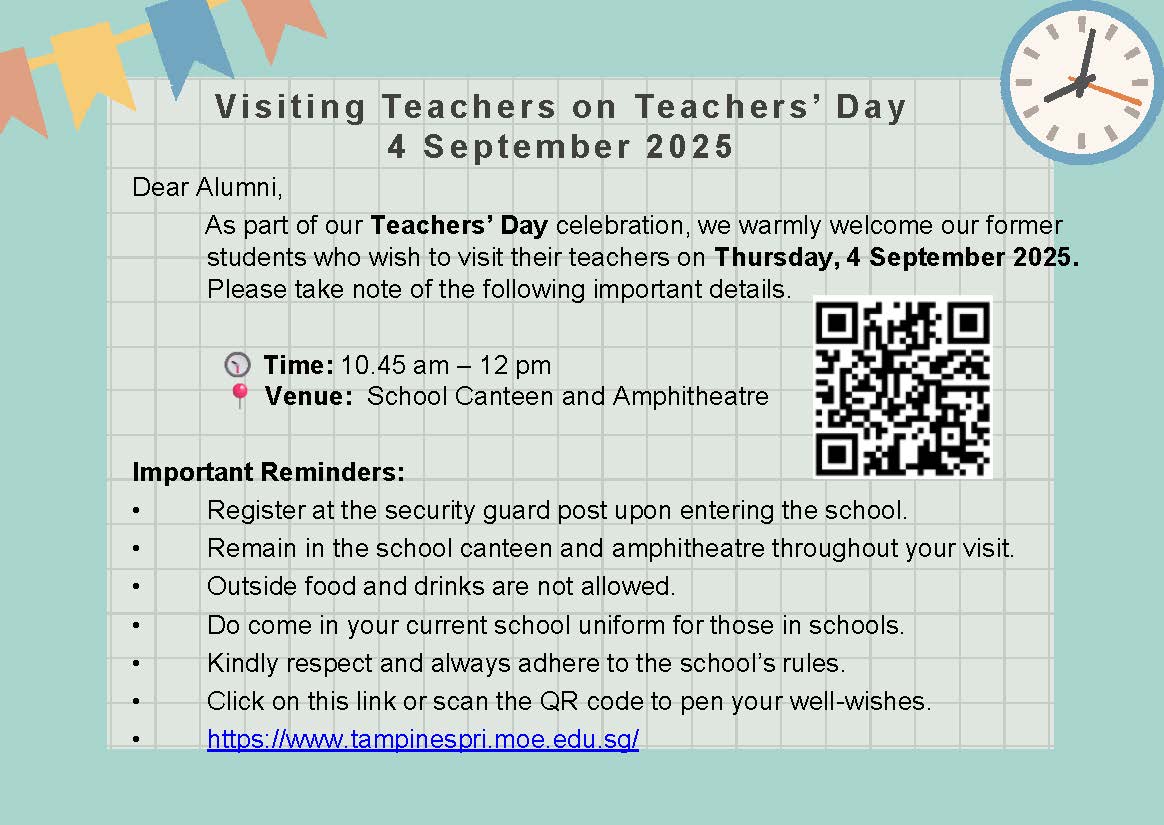 Visiting Teachers on Teachers’ Day
4 September 2025
Dear Alumni,
As part of our Teachers’ Day celebration, we warmly welcome our former
students who wish to visit their teachers on Thursday, 4 September 2025.
Please take note of the following important details.
Time: 10.45 am – 12 pm
Venue: School Canteen and Amphitheatre
Important Reminders:
• Register at the security guard post upon entering the school.
• Remain in the school canteen and amphitheatre throughout your visit.
• Outside food and drinks are not allowed.
• Do come in your current school uniform for those in schools.
• Kindly respect and always adhere to the school’s rules.
• Click on this link or scan the QR code to pen your well-wishes.
• https://www.tampinespri.moe.edu.sg/